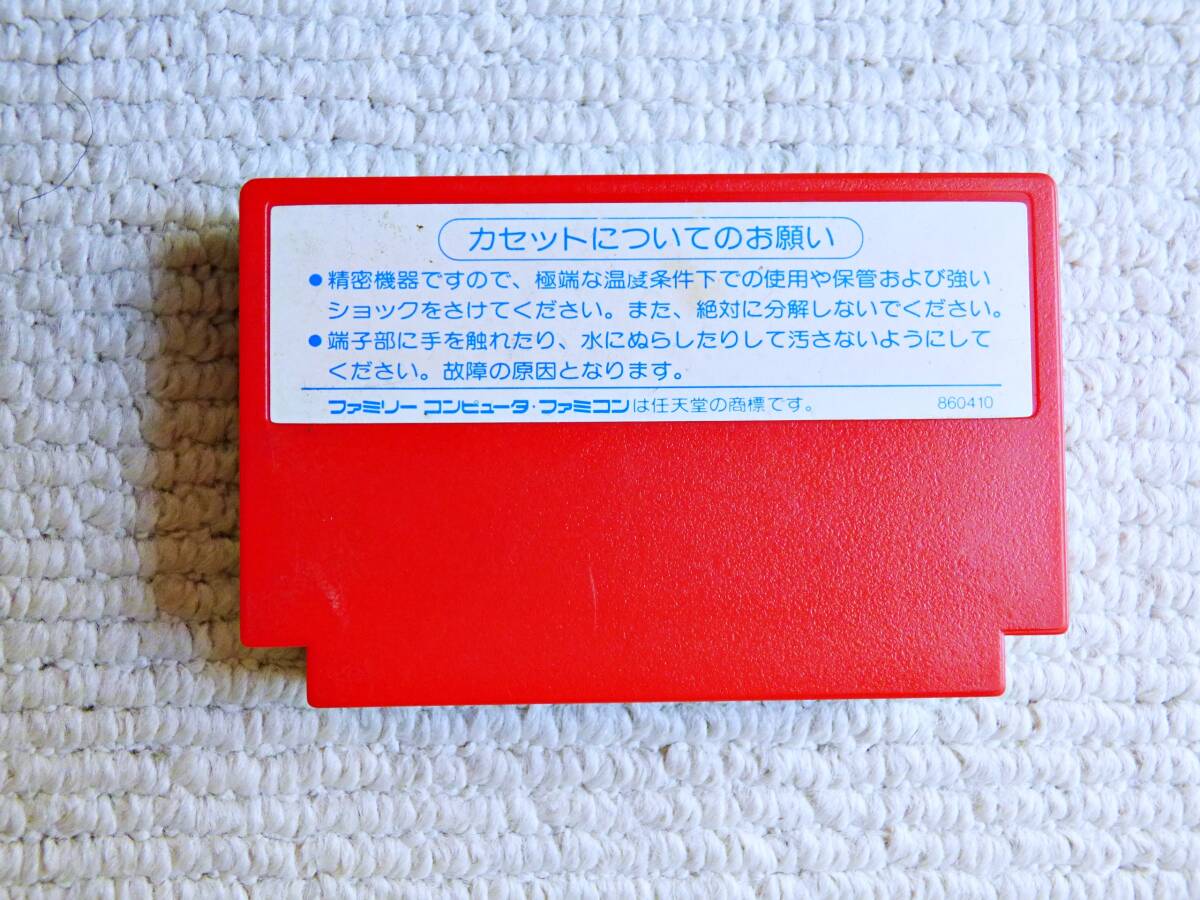 カセットについてのお願い
●精密機器ですので、極端な温度条件下での使用や保管および強い
ショックをさけてください。また、絶対に分解しないでください。
●端子部に手を触れたり、水にぬらしたりして汚さないようにして
ください。故障の原因となります。
ファミリー コンピュータ・ファミコンは任天堂の商標です。 860410